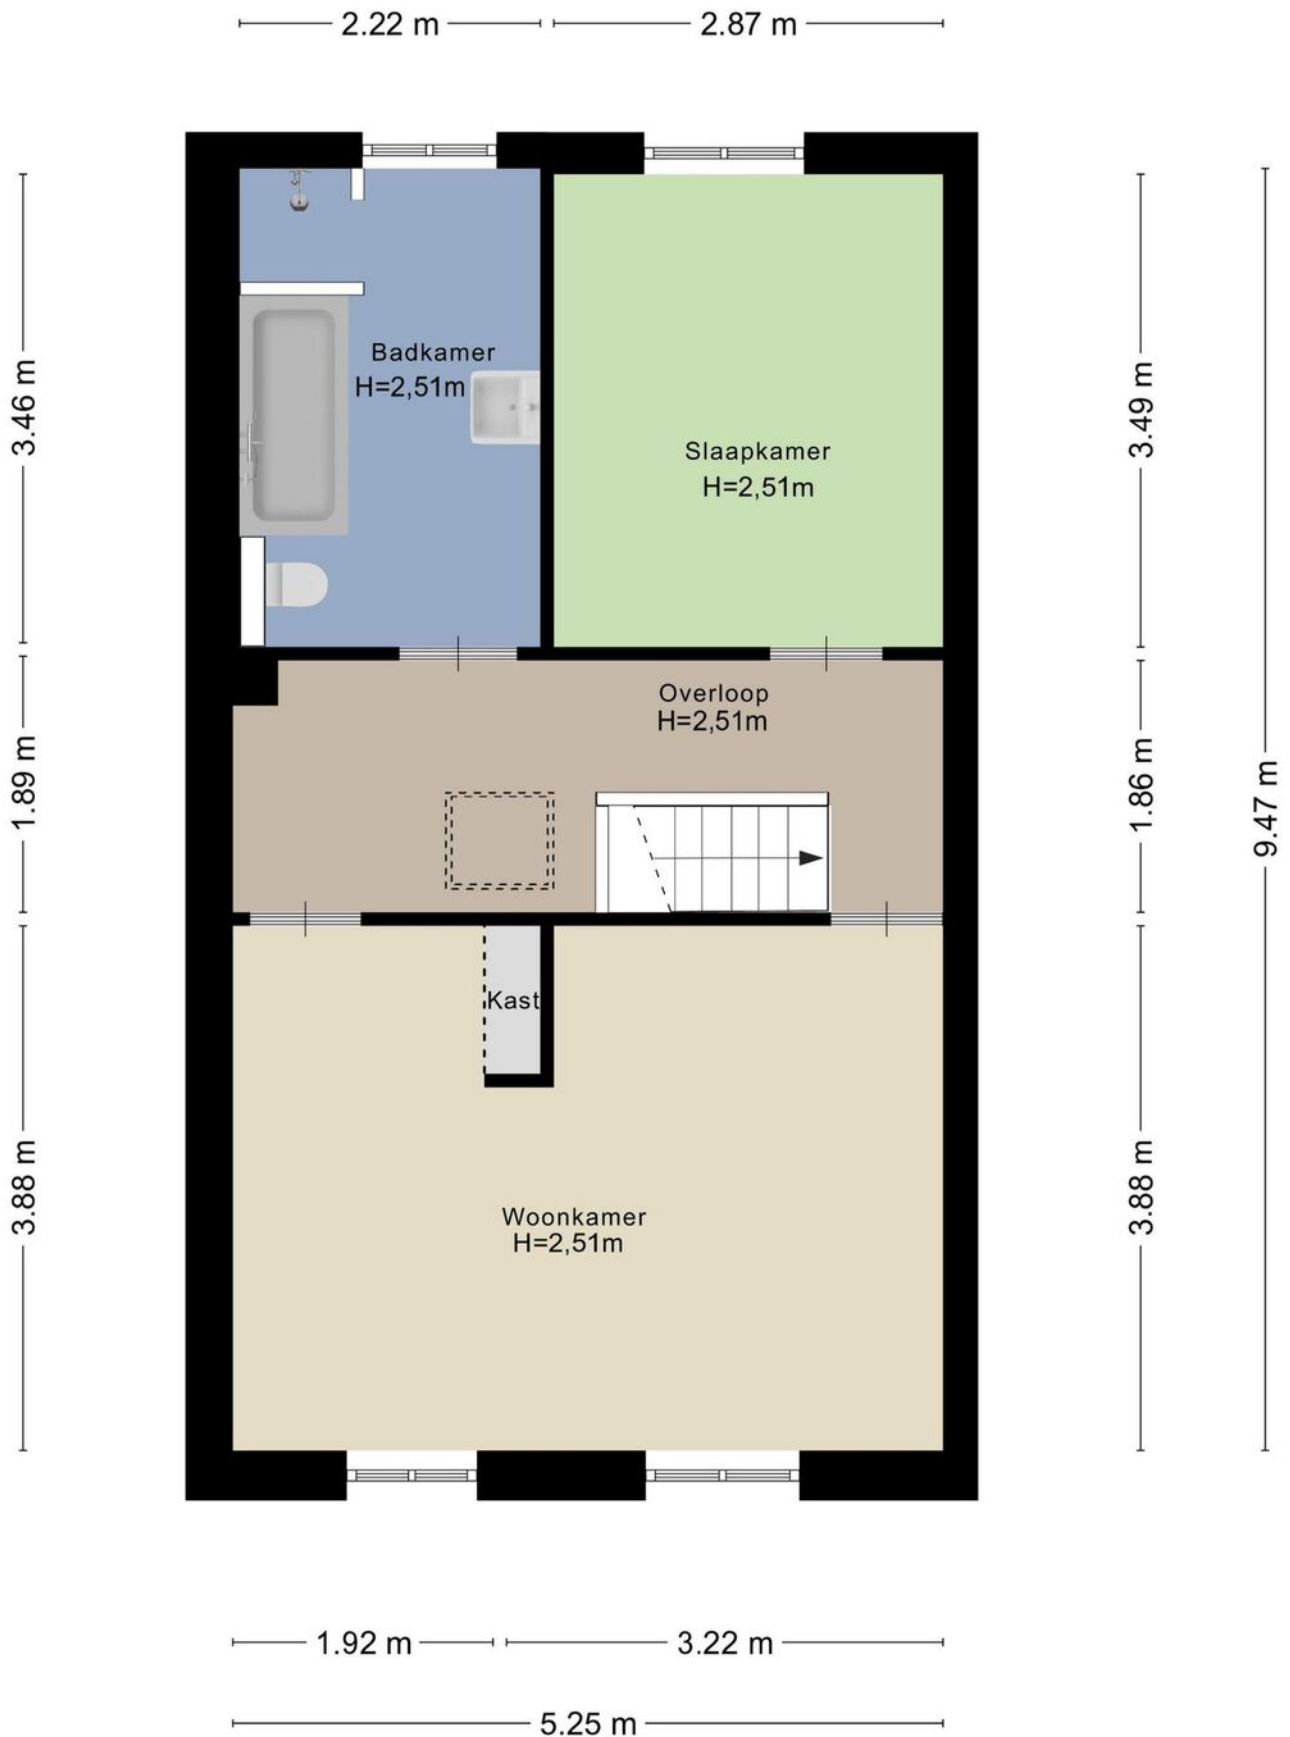 2.22 m
2.87 m
3.46 m
3.49 m
Badkamer
H=2,51m
Slaapkamer
H=2,51m
Overloop
H=2,51m
1.89 m
1.86 m
9.47 m
Kast
3.88 m
3.88 m
Woonkamer
H=2,51m
1.92 m
3.22 m
5.25 m